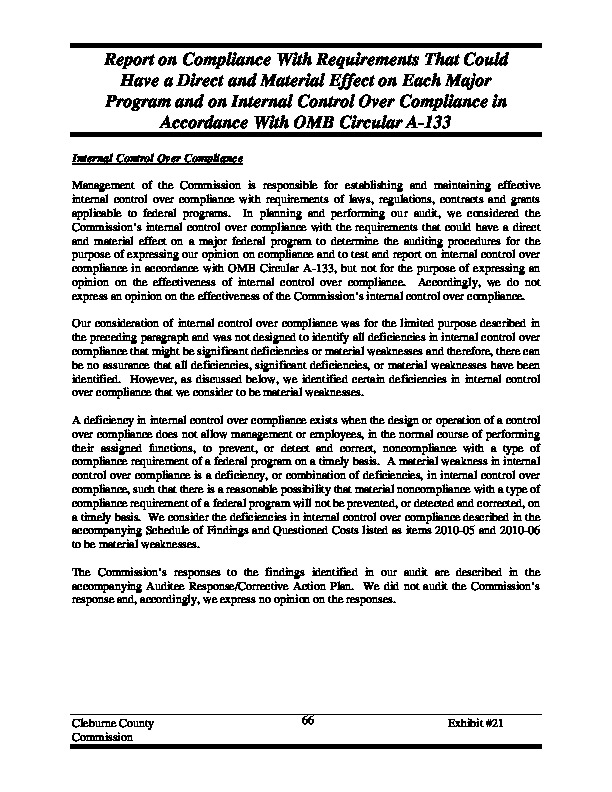 Report on Compliance With Requirements That Could
Have a Direct and Material Effect on Each Major
Program and on Internal Control Over Compliance in
Accordance With OMB Circular A-133
Internal Control Over Compliance
Management of the Commission is responsible for establishing and maintaining effective
internal control over compliance with requirements of laws, regulations, contracts and grants
applicable to federal programs. In planning and performing our audit, we considered the
Commission's internal control over compliance with the requirements that could have a direct
and material effect on a major federal program to determine the auditing procedures for the
purpose of expressing our opinion on compliance and to test and report on internal control over
compliance in accordance with OMB Circular A-133, but not for the purpose of expressing an
opinion on the effectiveness of internal control over compliance. Accordingly, we do not
express an opinion on the effectiveness of the Commission's internal control over compliance.
Our consideration of internal control over compliance was for the limited purpose described in
the preceding paragraph and was not designed to identify all deficiencies in internal control over
compliance that might be significant deficiencies or material weaknesses and therefore, there can
be no assurance that all deficiencies, significant deficiencies, or material weaknesses have been
identified. However, as discussed below, we identified certain deficiencies in internal control
over compliance that we consider to be material weaknesses.
A deficiency in internal control over compliance exists when the design or operation of a control
over compliance does not allow management or employees, in the normal course of performing
their assigned functions, to prevent, or detect and correct, noncompliance with a type of
compliance requirement of a federal program on a timely basis. A material weakness in internal
control over compliance is a deficiency, or combination of deficiencies, in internal control over
compliance, such that there is a reasonable possibility that material noncompliance with a type of
compliance requirement of a federal program will not be prevented, or detected and corrected, on
a timely basis. We consider the deficiencies in internal control over compliance described in the
accompanying Schedule of Findings and Questioned Costs listed as items 2010-05 and 2010-06
to be material weaknesses.
The Commission's responses to the findings identified in our audit are described in the
accompanying Auditee Response/Corrective Action Plan. We did not audit the Commission's
response and, accordingly, we express no opinion on the responses.
Cleburne County 66 Exhibit #21
Commission